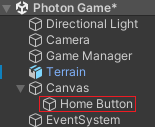 Photon Game*
Directional Light
Camera
Game Manager
Terrain
Canvas
Home Button
EventSystem